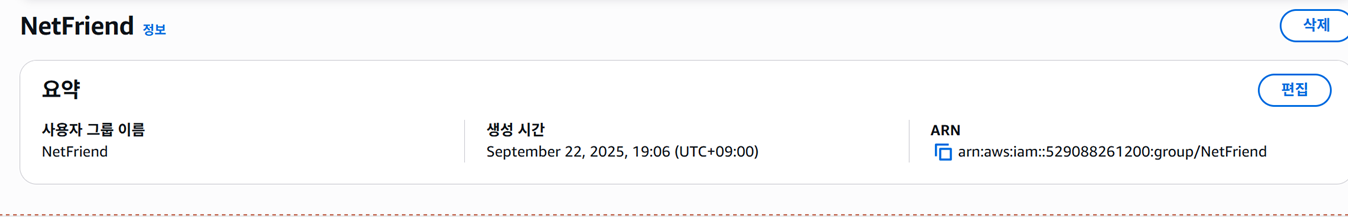 NetFriend 정보
삭제
요약
편집
사용자 그룹 이름
NetFriend
생성 시간
September 22, 2025, 19:06 (UTC+09:00)
ARN
arn:aws:iam::529088261200:group/NetFriend